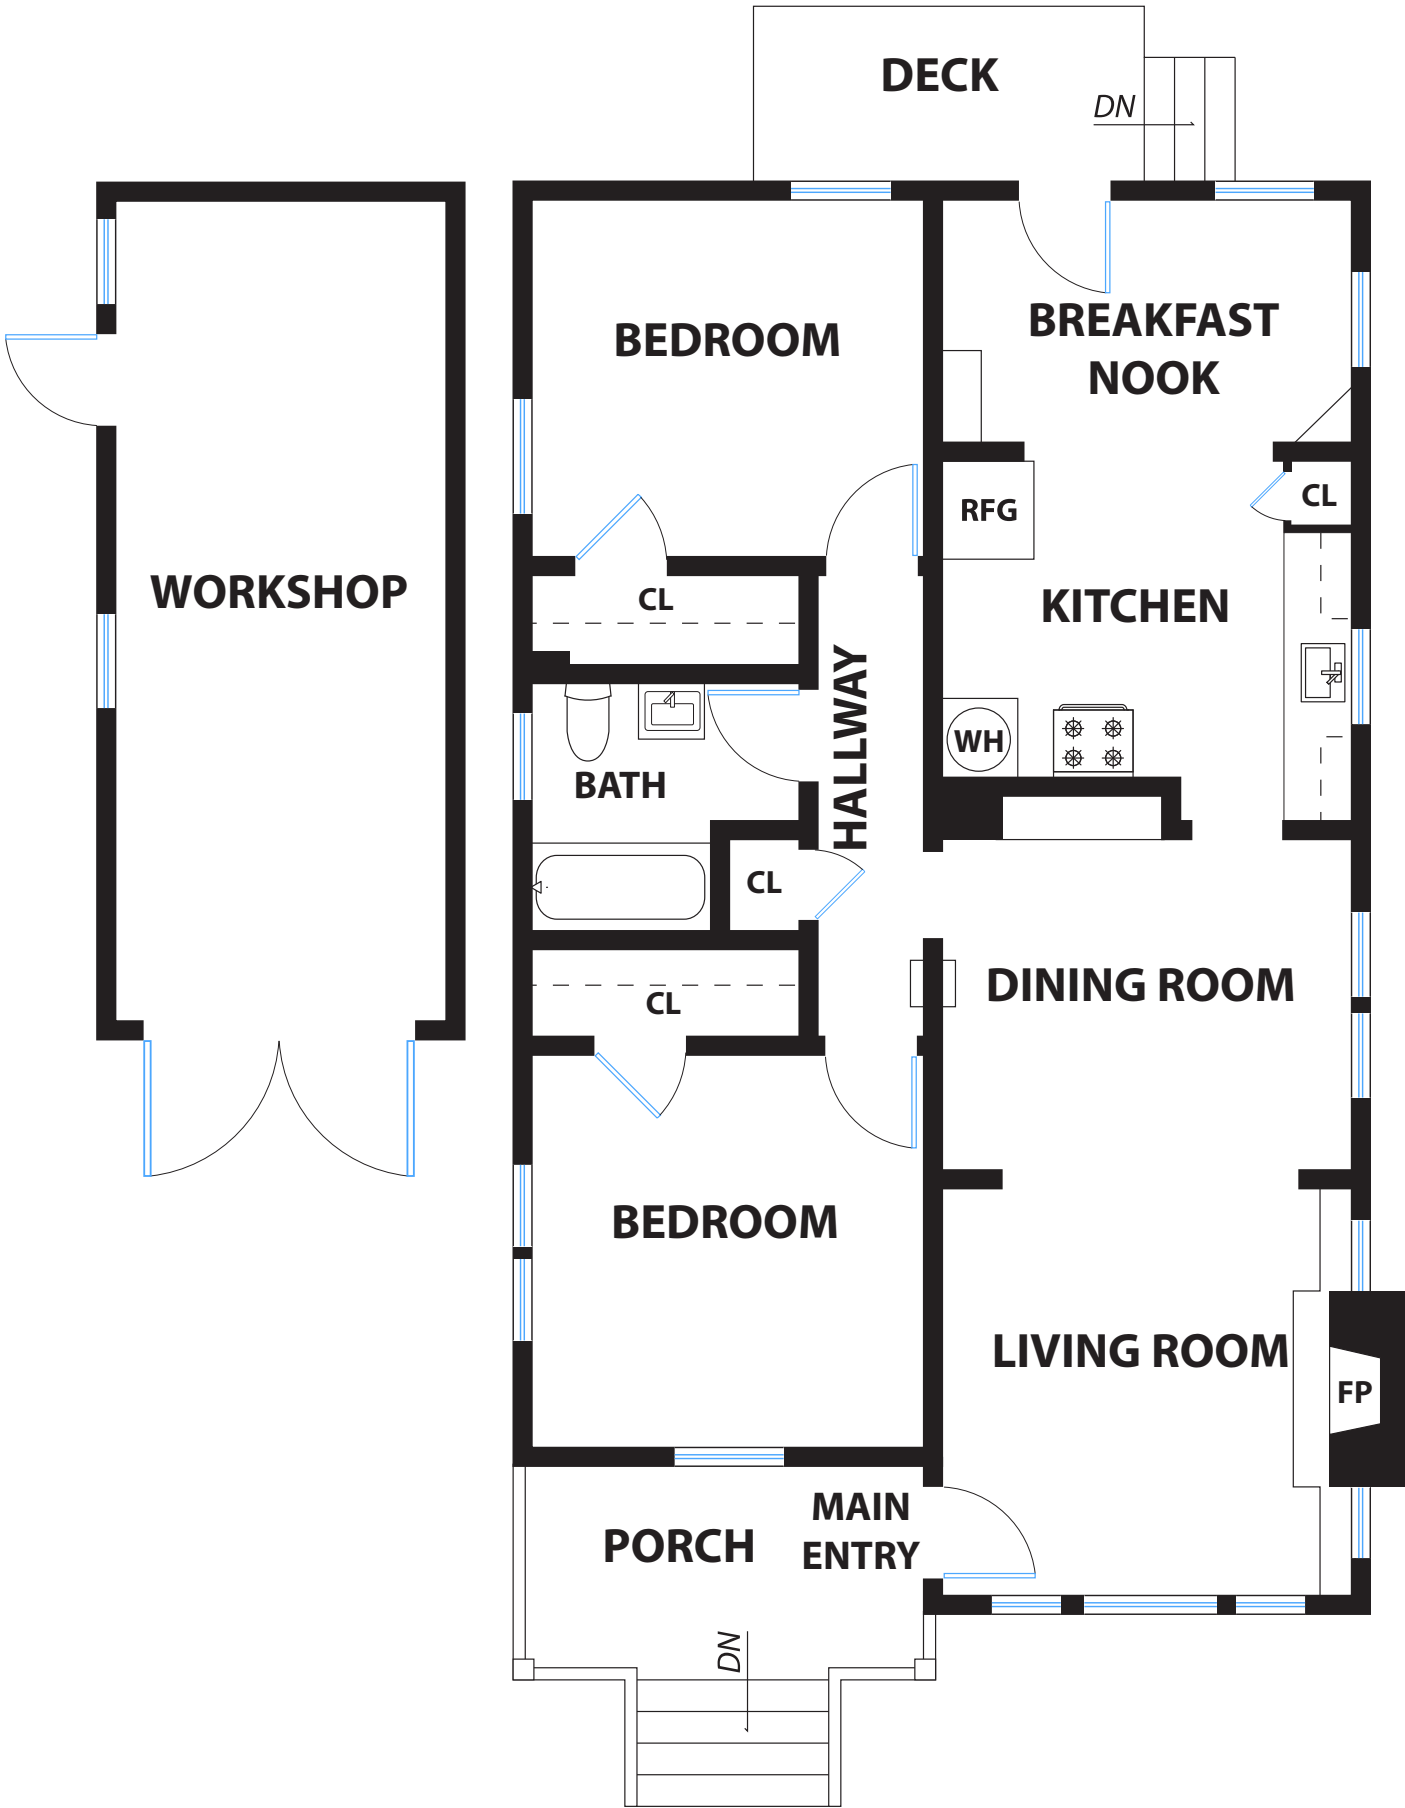 DECK
DN
BEDROOM
BREAKFAST
NOOK
RFG
CL
WORKSHOP
CL
KITCHEN
HALLWAY
WH
BATH
CL
DINING ROOM
CL
BEDROOM
LIVING ROOM
FP
MAIN
ENTRY
PORCH
DN